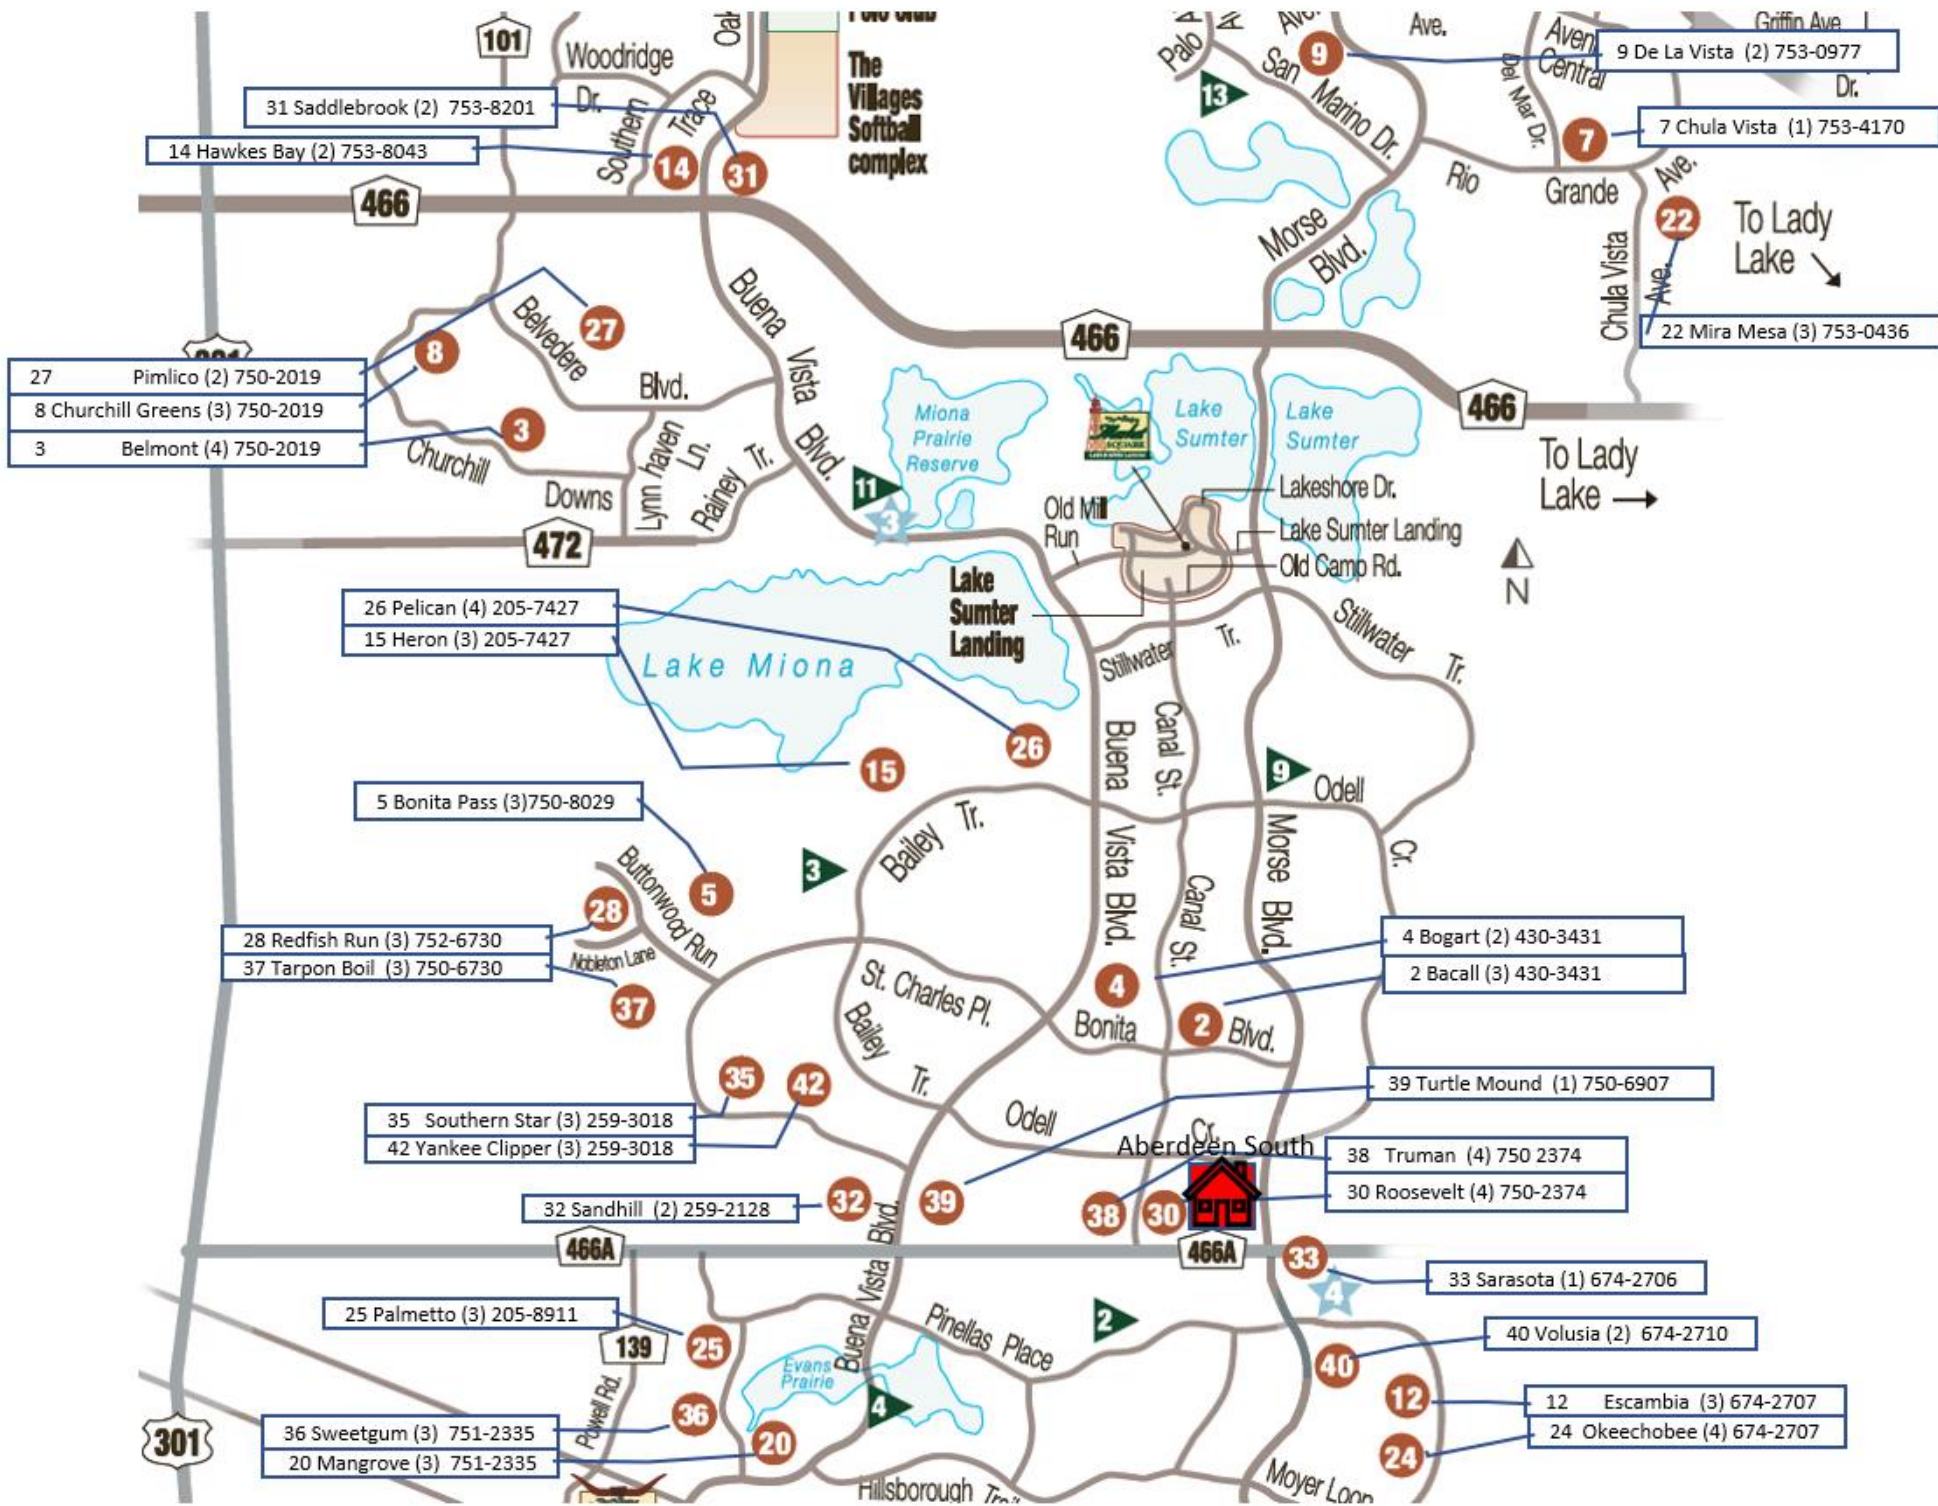 101
Woodridge
Dr.
Southern
Trace
The
Villages
Softball
complex
31 Saddlebrook (2) 753-8201
14 Hawkes Bay (2) 753-8043
14
31
466
Palo
Ave.
San Marino Dr.
13
9
Ave.
Del Mar Dr.
Central
Griffin Ave
Dr.
9 De La Vista (2) 753-0977
7 Chula Vista (1) 753-4170
7
Rio
Grande
Ave.
22
To Lady
Lake
Chula Vista
Ave.
22 Mira Mesa (3) 753-0436
Morse
Blvd.
Buena Vista Blvd.
466
466
To Lady
Lake
27
Belvedere
Blvd.
8
27 Pimlico (2) 750-2019
8 Churchill Greens (3) 750-2019
3 Belmont (4) 750-2019
3
Churchill
Downs
Lynn haven
Ln.
Rainey Tr.
472
Miona
Prairie
Reserve
11
3
Lake
Sumter
Lake
Sumter
SQUARE
Old Mill
Run
Lakeshore Dr.
Lake Sumter Landing
Old Camp Rd.
N
Lake
Sumter
Landing
26 Pelican (4) 205-7427
15 Heron (3) 205-7427
Lake Miona
Stillwater
Tr.
Stillwater
Tr.
26
15
Buena Vista Blvd.
Canal St.
9
Odell
Cr.
Morse Blvd.
Canal St.
5 Bonita Pass (3)750-8029
3
Bailey Tr.
Buttonwood Run
5
28
Nobleton Lane
28 Redfish Run (3) 752-6730
37 Tarpon Boil (3) 750-6730
37
St. Charles Pl.
Bailey
Tr.
4
Bonita
2
Blvd.
4 Bogart (2) 430-3431
2 Bacall (3) 430-3431
35
42
35 Southern Star (3) 259-3018
42 Yankee Clipper (3) 259-3018
Odell
Cr.
39 Turtle Mound (1) 750-6907
Aberdeen South
38 Truman (4) 750 2374
30 Roosevelt (4) 750-2374
32 Sandhill (2) 259-2128
32
39
38
30
466A
466A
33
4
33 Sarasota (1) 674-2706
25 Palmetto (3) 205-8911
139
25
Powell Rd.
Buena Vista Blvd.
Pinellas Place
2
Evans
Prairie
4
40 Volusia (2) 674-2710
40
12
12 Escambia (3) 674-2707
24 Okeechobee (4) 674-2707
24
36 Sweetgum (3) 751-2335
20 Mangrove (3) 751-2335
36
20
301
Hillsborough Trail
Moyer Loop